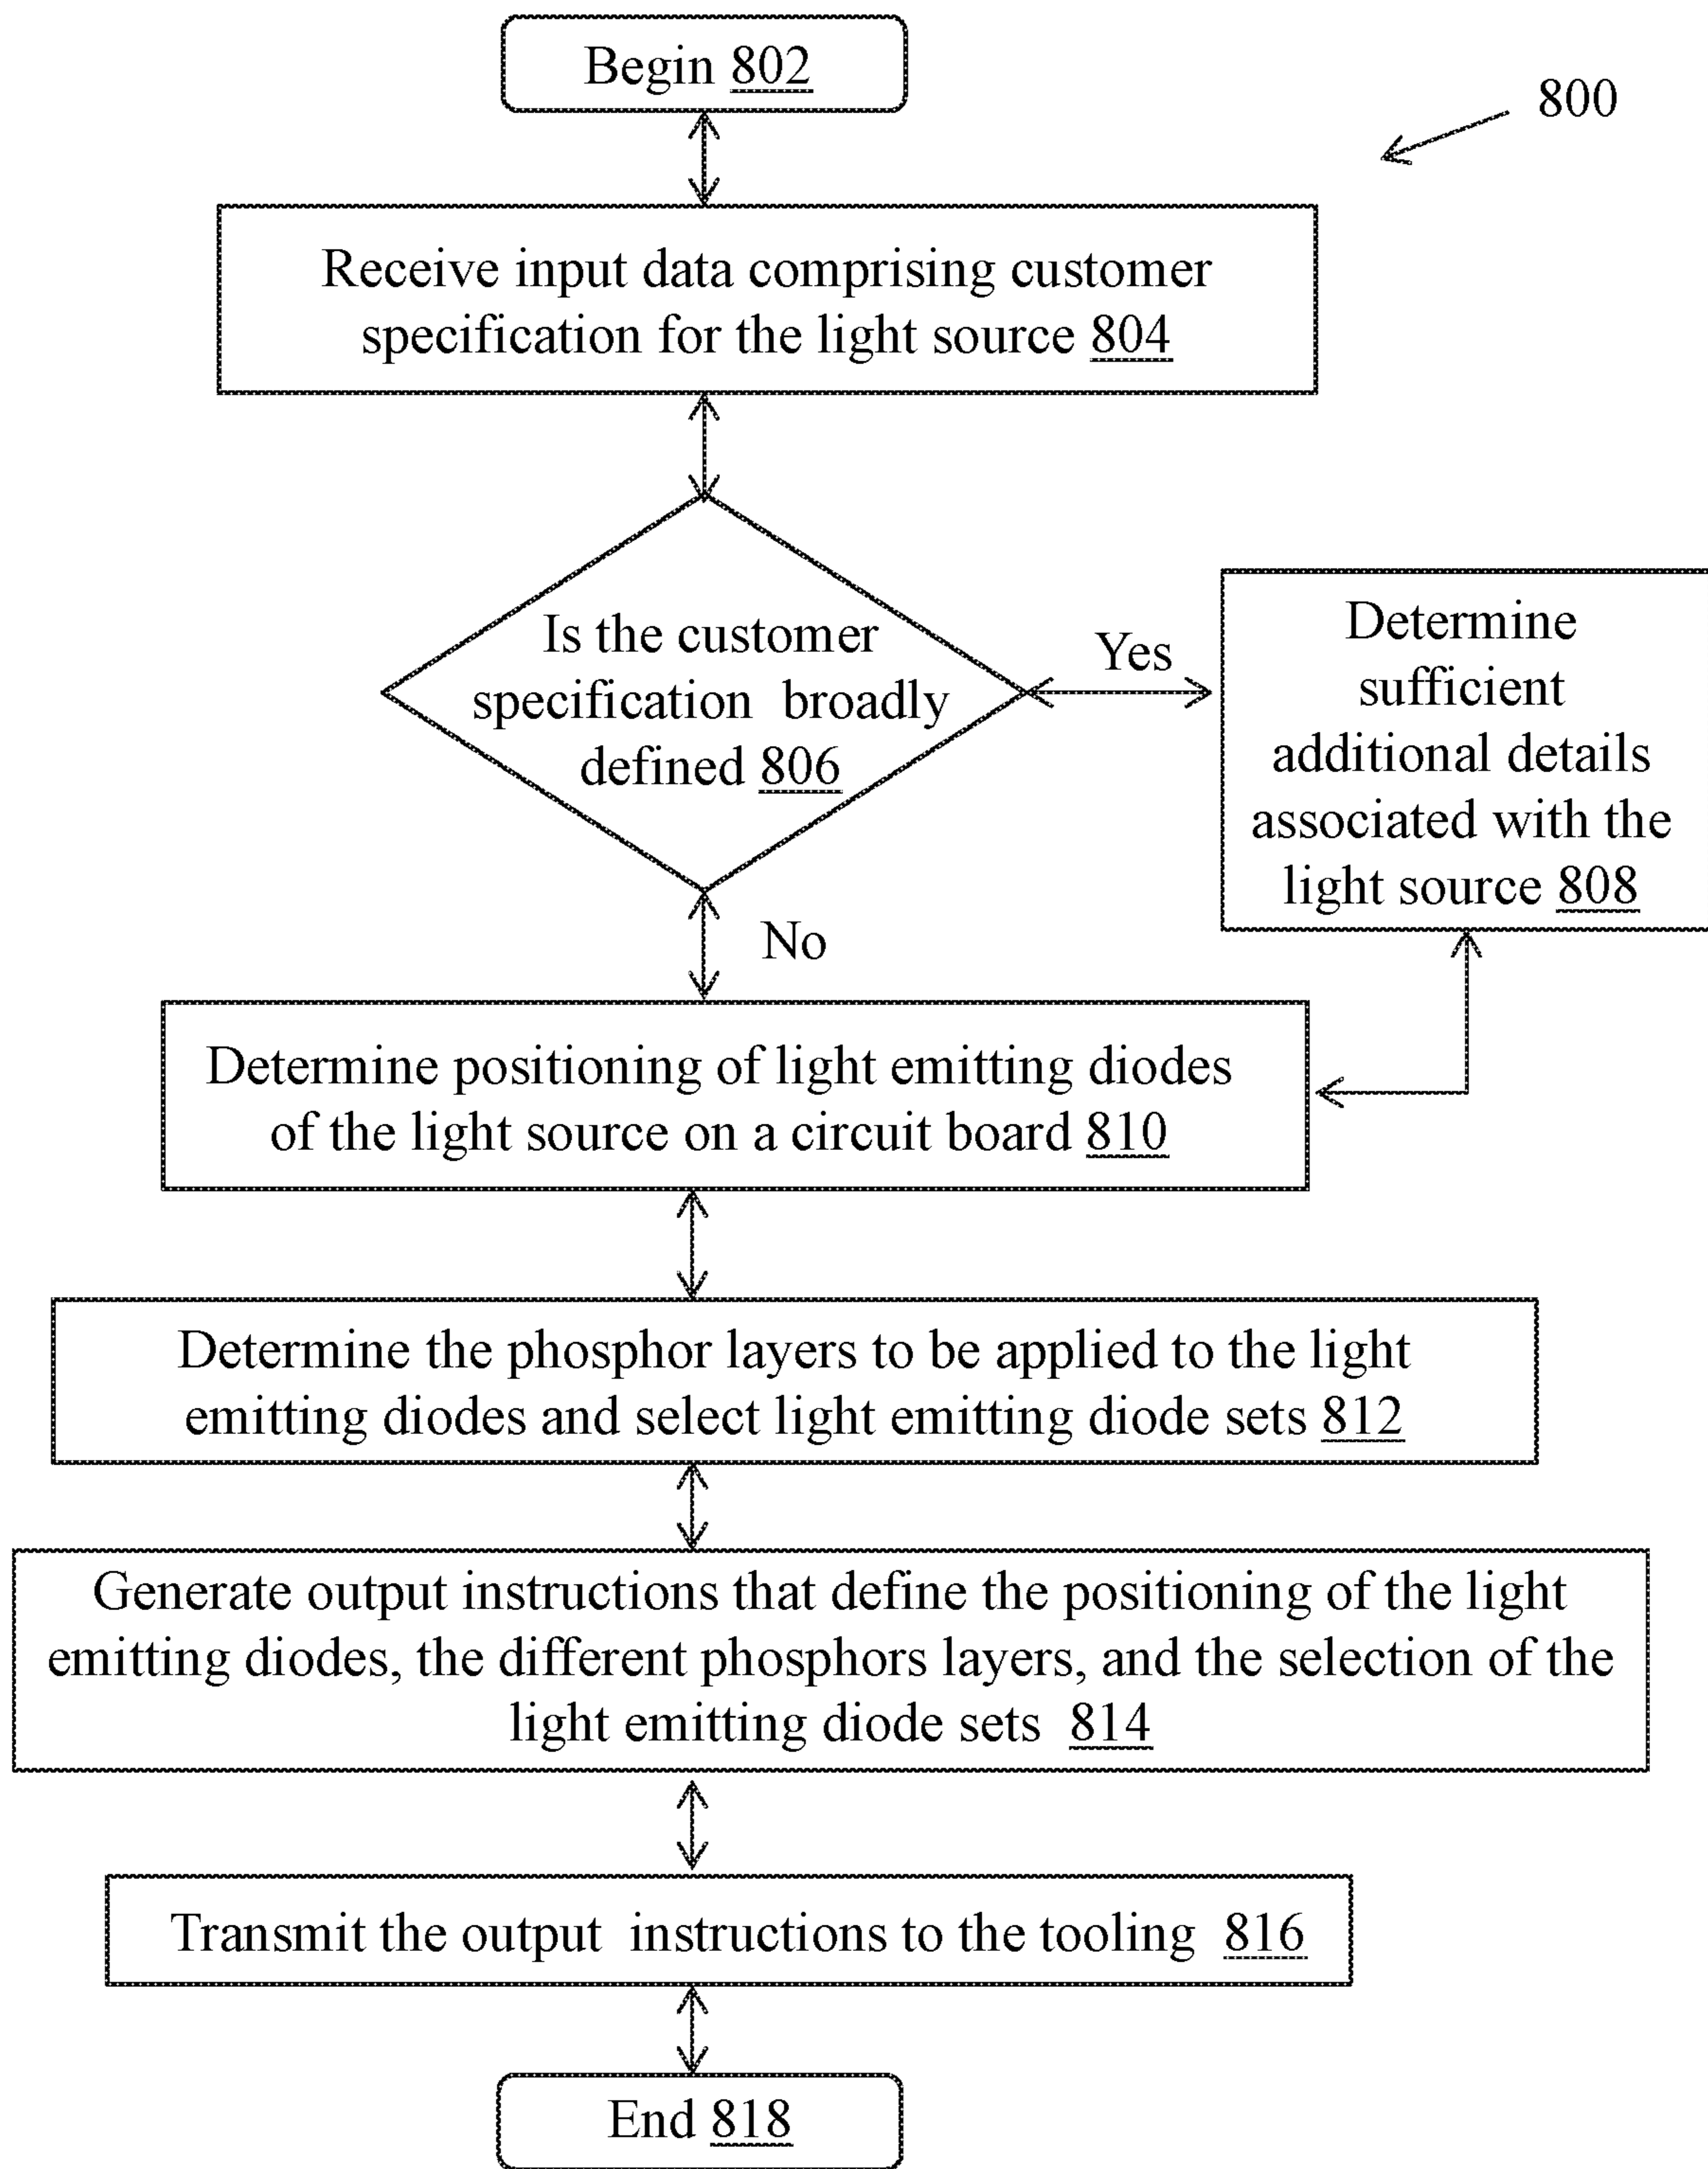 Begin 802
800
Receive input data comprising customer
specification for the light source 804
Is the customer
specification broadly
defined 806
Yes
Determine
sufficient
additional details
associated with the
light source 808
No
Determine positioning of light emitting diodes
of the light source on a circuit board 810
Determine the phosphor layers to be applied to the light
emitting diodes and select light emitting diode sets 812
Generate output instructions that define the positioning of the light
emitting diodes, the different phosphors layers, and the selection of the
light emitting diode sets 814
Transmit the output instructions to the tooling 816
End 818